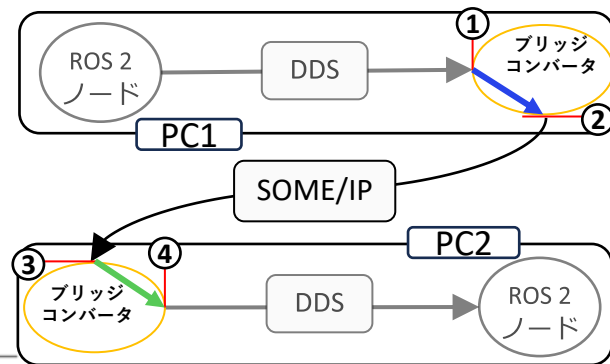 ①
ROS 2
ノード
DDS
ブリッジ
コンバータ
②
PC1
SOME/IP
PC2
③
④
ブリッジ
コンバータ
DDS
ROS 2
ノード